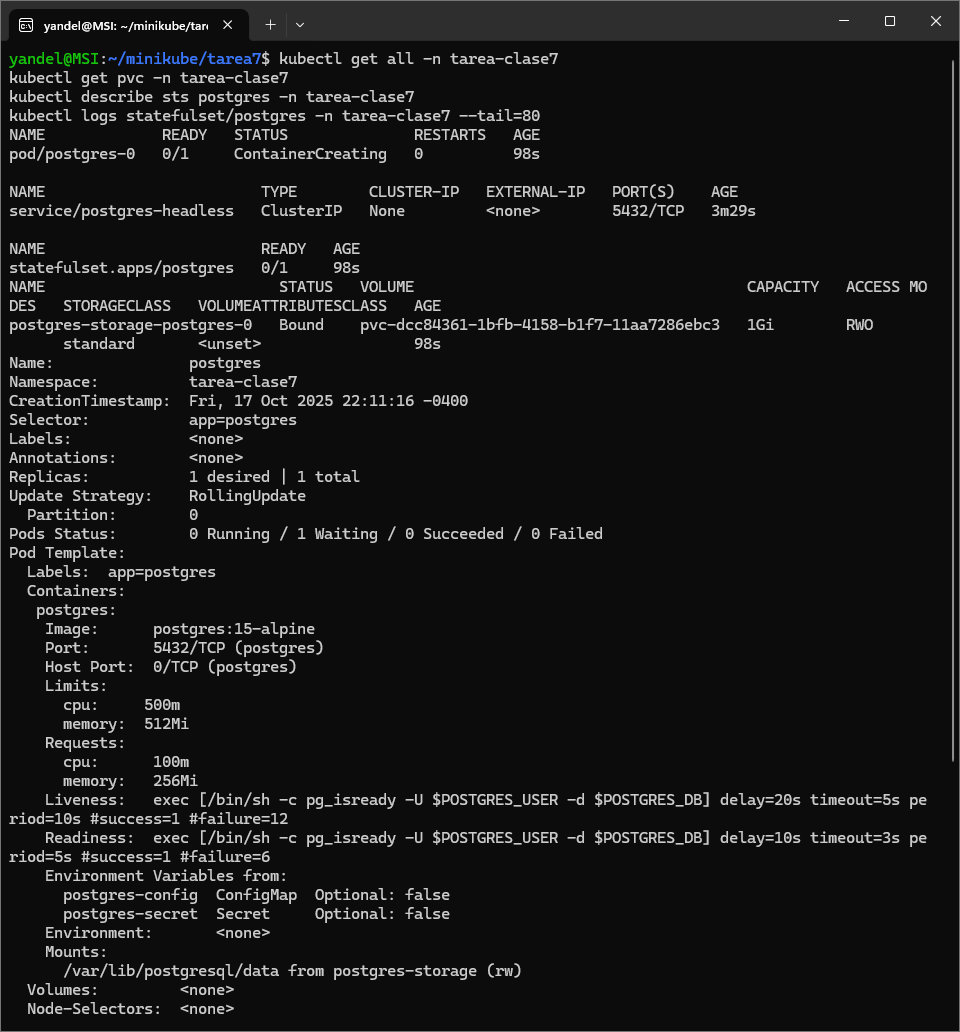 yandel@MSI: ~/minikube/tar
yandel@MSI:~/minikube/tarea7$ kubectl get all -n tarea-clase7
kubectl get pvc -n tarea-clase7
kubectl describe sts postgres -n tarea-clase7
kubectl logs statefulset/postgres -n tarea-clase7 --tail=80
NAME             READY   STATUS              RESTARTS   AGE
pod/postgres-0   0/1     ContainerCreating   0          98s
NAME                        TYPE        CLUSTER-IP   EXTERNAL-IP   PORT(S)    AGE
service/postgres-headless   ClusterIP   None         <none>        5432/TCP   3m29s
NAME                        READY   AGE
statefulset.apps/postgres   0/1     98s
NAME                          STATUS   VOLUME                                     CAPACITY   ACCESS MO
DES   STORAGECLASS   VOLUMEATTRIBUTESCLASS   AGE
postgres-storage-postgres-0   Bound    pvc-dcc84361-1bfb-4158-b1f7-11aa7286ebc3   1Gi        RWO
      standard       <unset>                 98s
Name:               postgres
Namespace:          tarea-clase7
CreationTimestamp:  Fri, 17 Oct 2025 22:11:16 -0400
Selector:           app=postgres
Labels:             <none>
Annotations:        <none>
Replicas:           1 desired | 1 total
Update Strategy:    RollingUpdate
  Partition:        0
Pods Status:        0 Running / 1 Waiting / 0 Succeeded / 0 Failed
Pod Template:
  Labels:  app=postgres
  Containers:
   postgres:
    Image:      postgres:15-alpine
    Port:       5432/TCP (postgres)
    Host Port:  0/TCP (postgres)
    Limits:
      cpu:     500m
      memory:  512Mi
    Requests:
      cpu:      100m
      memory:   256Mi
    Liveness:   exec [/bin/sh -c pg_isready -U $POSTGRES_USER -d $POSTGRES_DB] delay=20s timeout=5s pe
riod=10s #success=1 #failure=12
    Readiness:  exec [/bin/sh -c pg_isready -U $POSTGRES_USER -d $POSTGRES_DB] delay=10s timeout=3s pe
riod=5s #success=1 #failure=6
    Environment Variables from:
      postgres-config  ConfigMap  Optional: false
      postgres-secret  Secret     Optional: false
    Environment:       <none>
    Mounts:
      /var/lib/postgresql/data from postgres-storage (rw)
  Volumes:         <none>
  Node-Selectors:  <none>